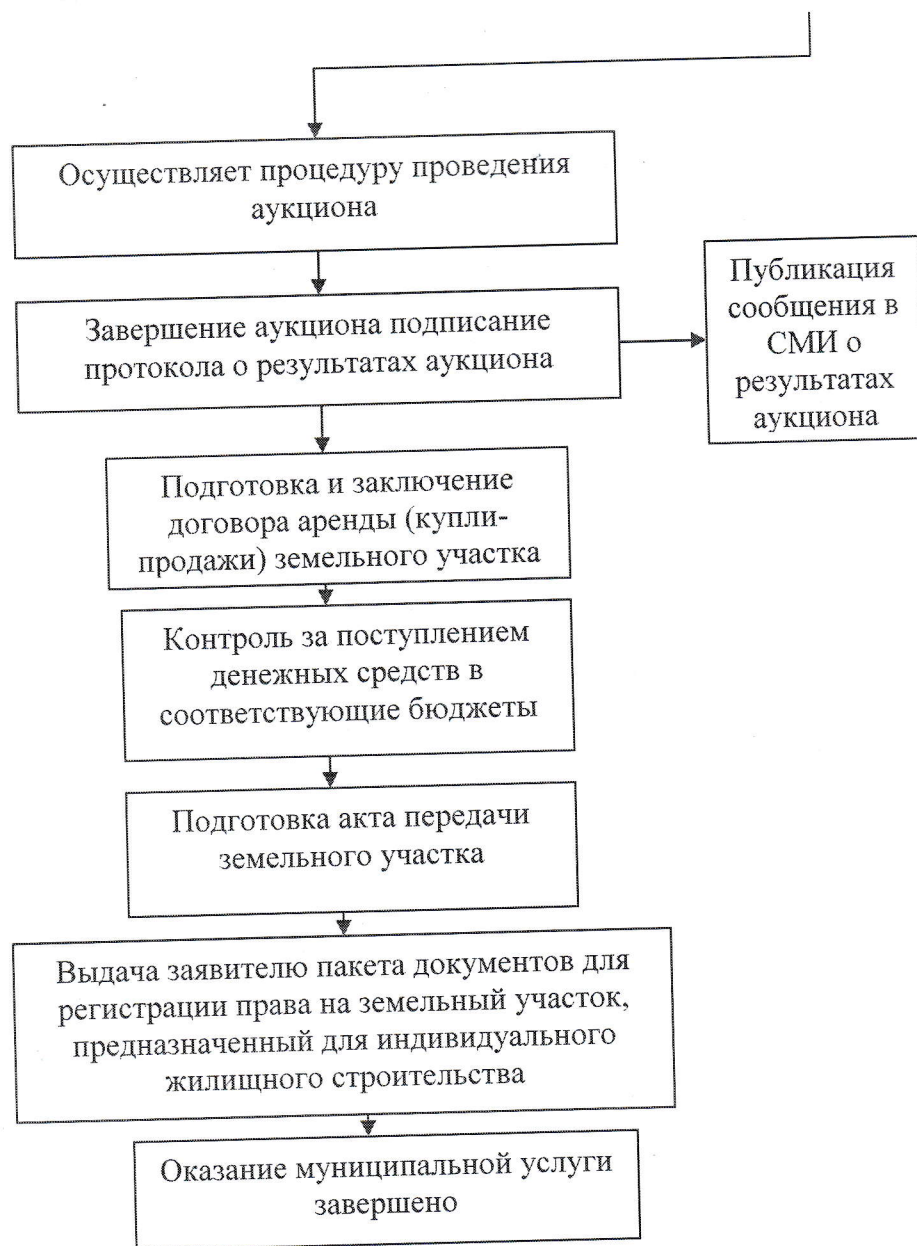 Осуществляет процедуру проведения
аукциона
Завершение аукциона подписание
протокола о результатах аукциона
Публикация
сообщения в
СМИ о
результатах
аукциона
Подготовка и заключение
договора аренды (купли-
продажи) земельного участка
Контроль за поступлением
денежных средств в
соответствующие бюджеты
Подготовка акта передачи
земельного участка
Выдача заявителю пакета документов для
регистрации права на земельный участок,
предназначенный для индивидуального
жилищного строительства
Оказание муниципальной услуги
завершено